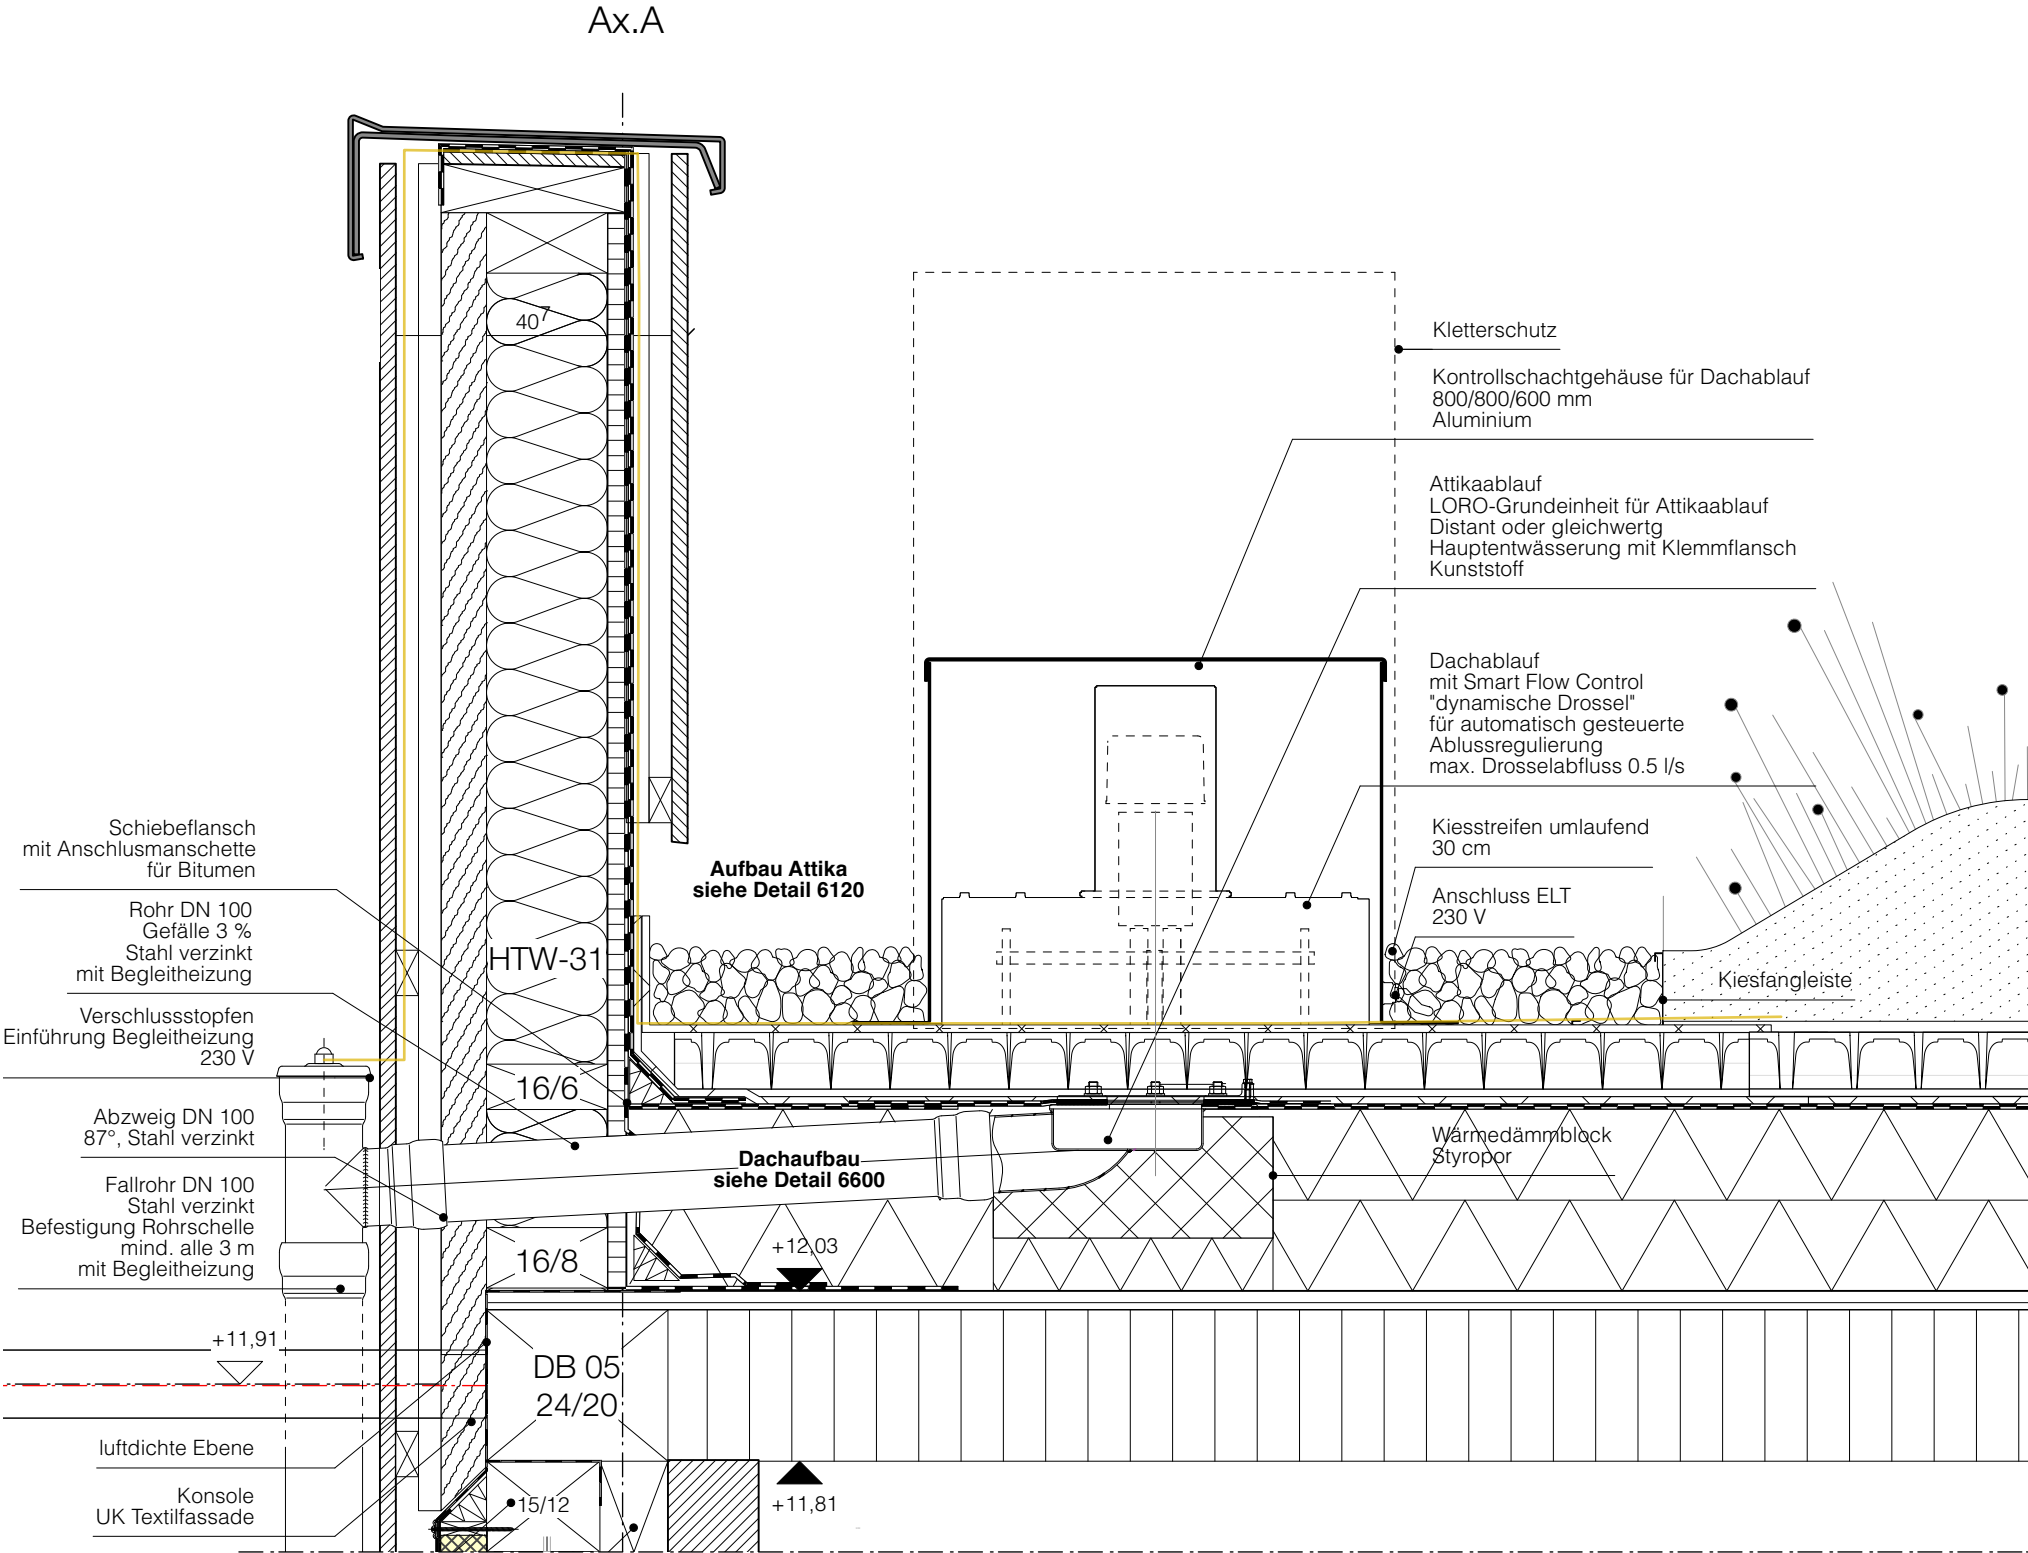 Ax.A
40⁷
Kletterschutz
Kontrollschachtgehäuse für Dachablauf
800/800/600 mm
Aluminium
Attikaablauf
LORO-Grundeinheit für Attikaablauf
Distant oder gleichwertg
Hauptentwässerung mit Klemmflansch
Kunststoff
Dachablauf
mit Smart Flow Control
"dynamische Drossel"
für automatisch gesteuerte
Ablussregulierung
max. Drosselabfluss 0.5 l/s
Kiesstreifen umlaufend
30 cm
Anschluss ELT
230 V
Kiesfangleiste
Wärmedämmblock
Styropor
Aufbau Attika
siehe Detail 6120
Dachaufbau
siehe Detail 6600
Schiebeflansch
mit Anschlusmanschette
für Bitumen
Rohr DN 100
Gefälle 3 %
Stahl verzinkt
mit Begleitheizung
Verschlussstopfen
Einführung Begleitheizung
230 V
Abzweig DN 100
87°, Stahl verzinkt
Fallrohr DN 100
Stahl verzinkt
Befestigung Rohrschelle
mind. alle 3 m
mit Begleitheizung
+11,91
luftdichte Ebene
Konsole
UK Textilfassade
HTW-31
16/6
16/8
+12,03
DB 05
24/20
15/12
+11,81